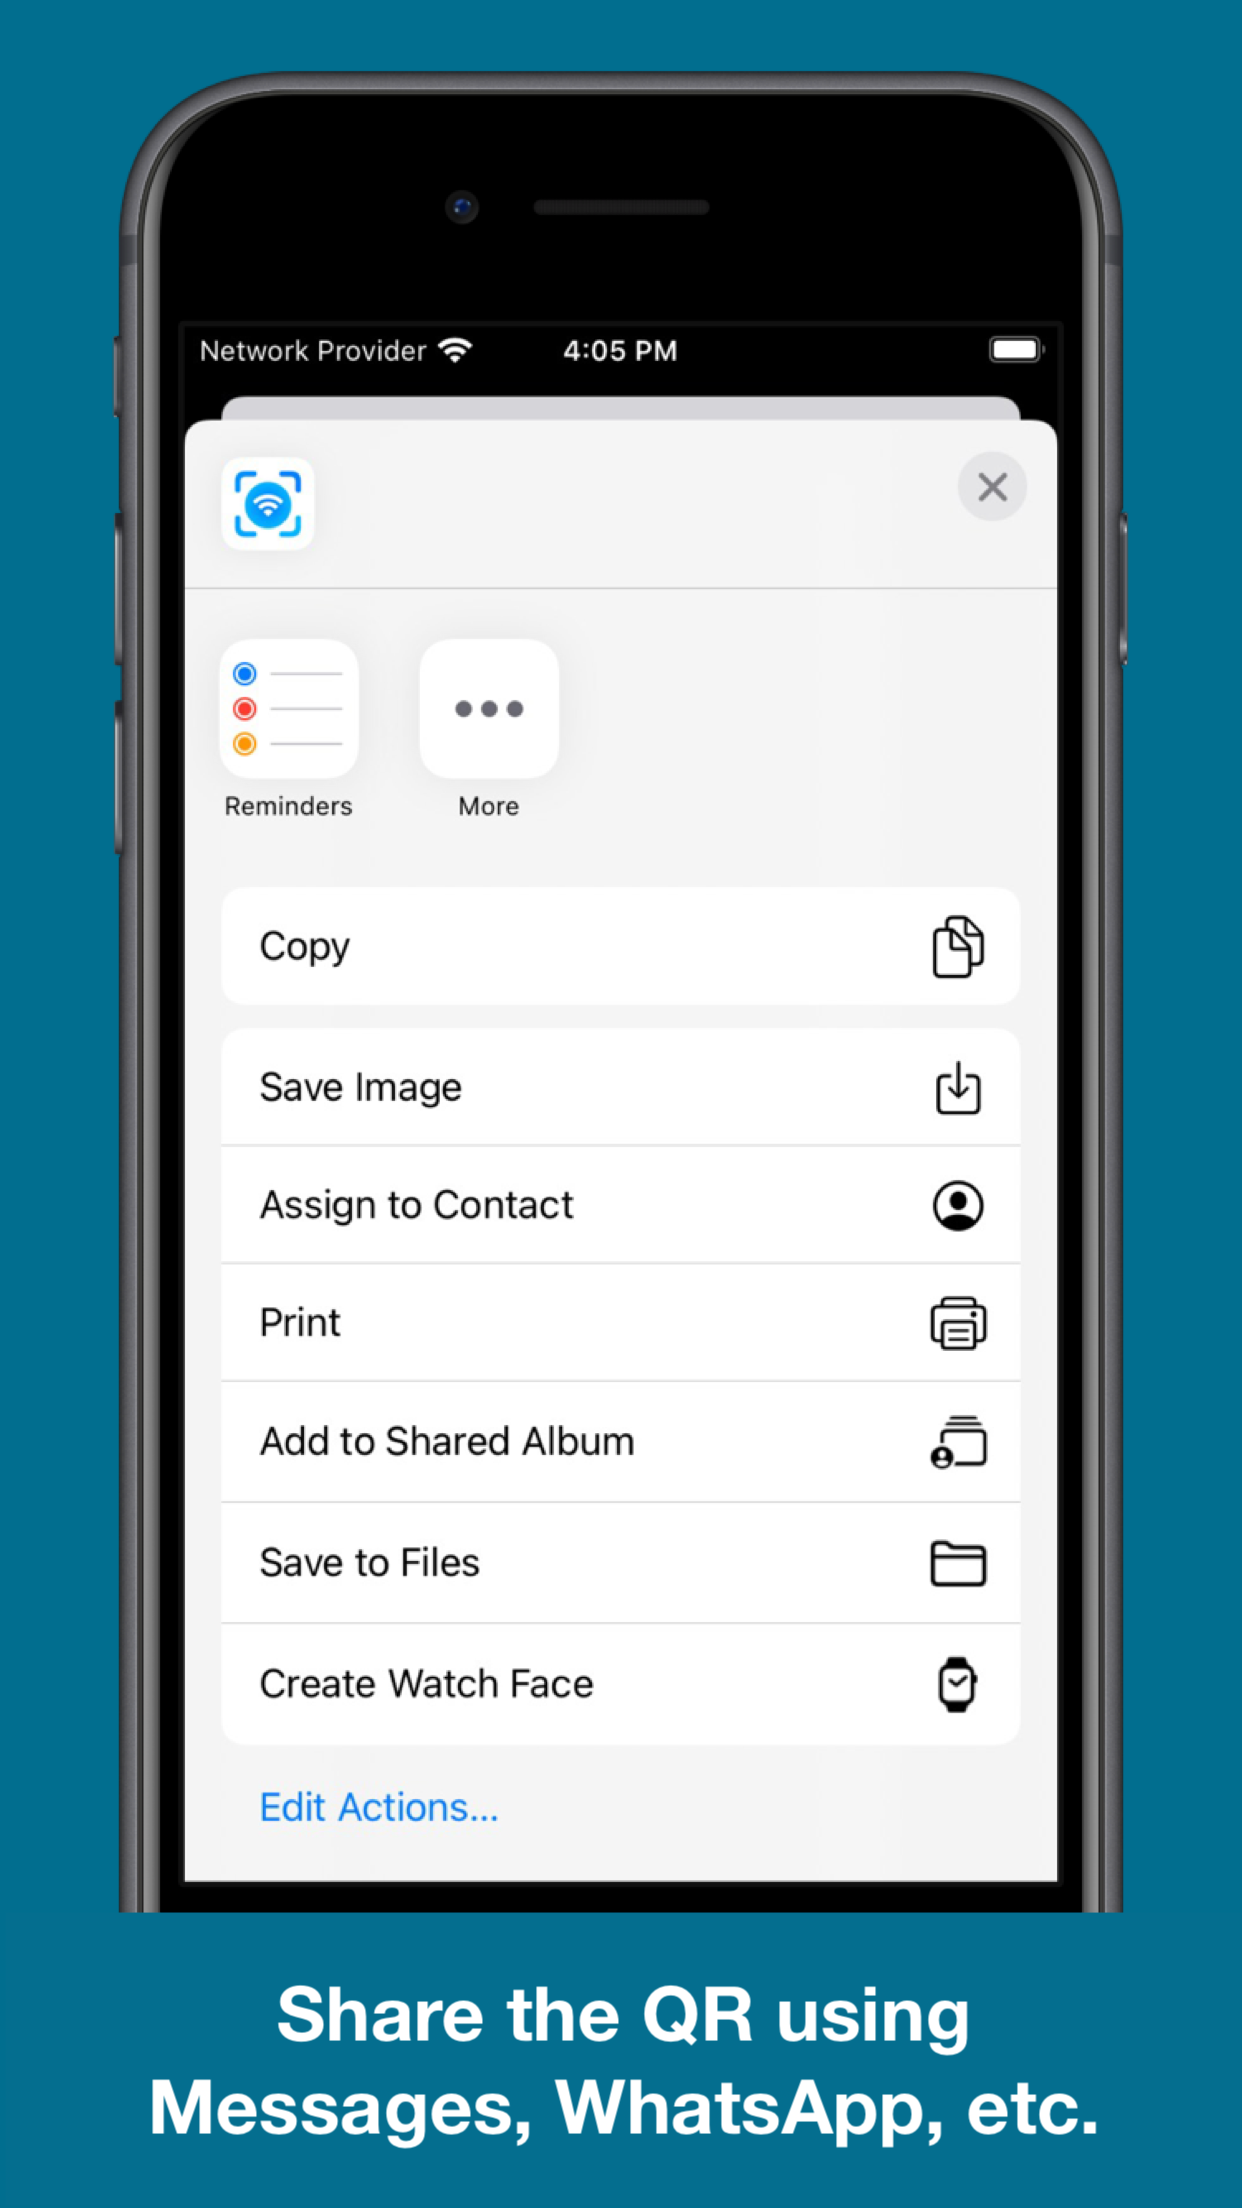 Network Provider 4:05 PM
Reminders More
Copy
Save Image
Assign to Contact
Print
Add to Shared Album
Save to Files
Create Watch Face
Edit Actions...
Share the QR using
Messages, WhatsApp, etc.